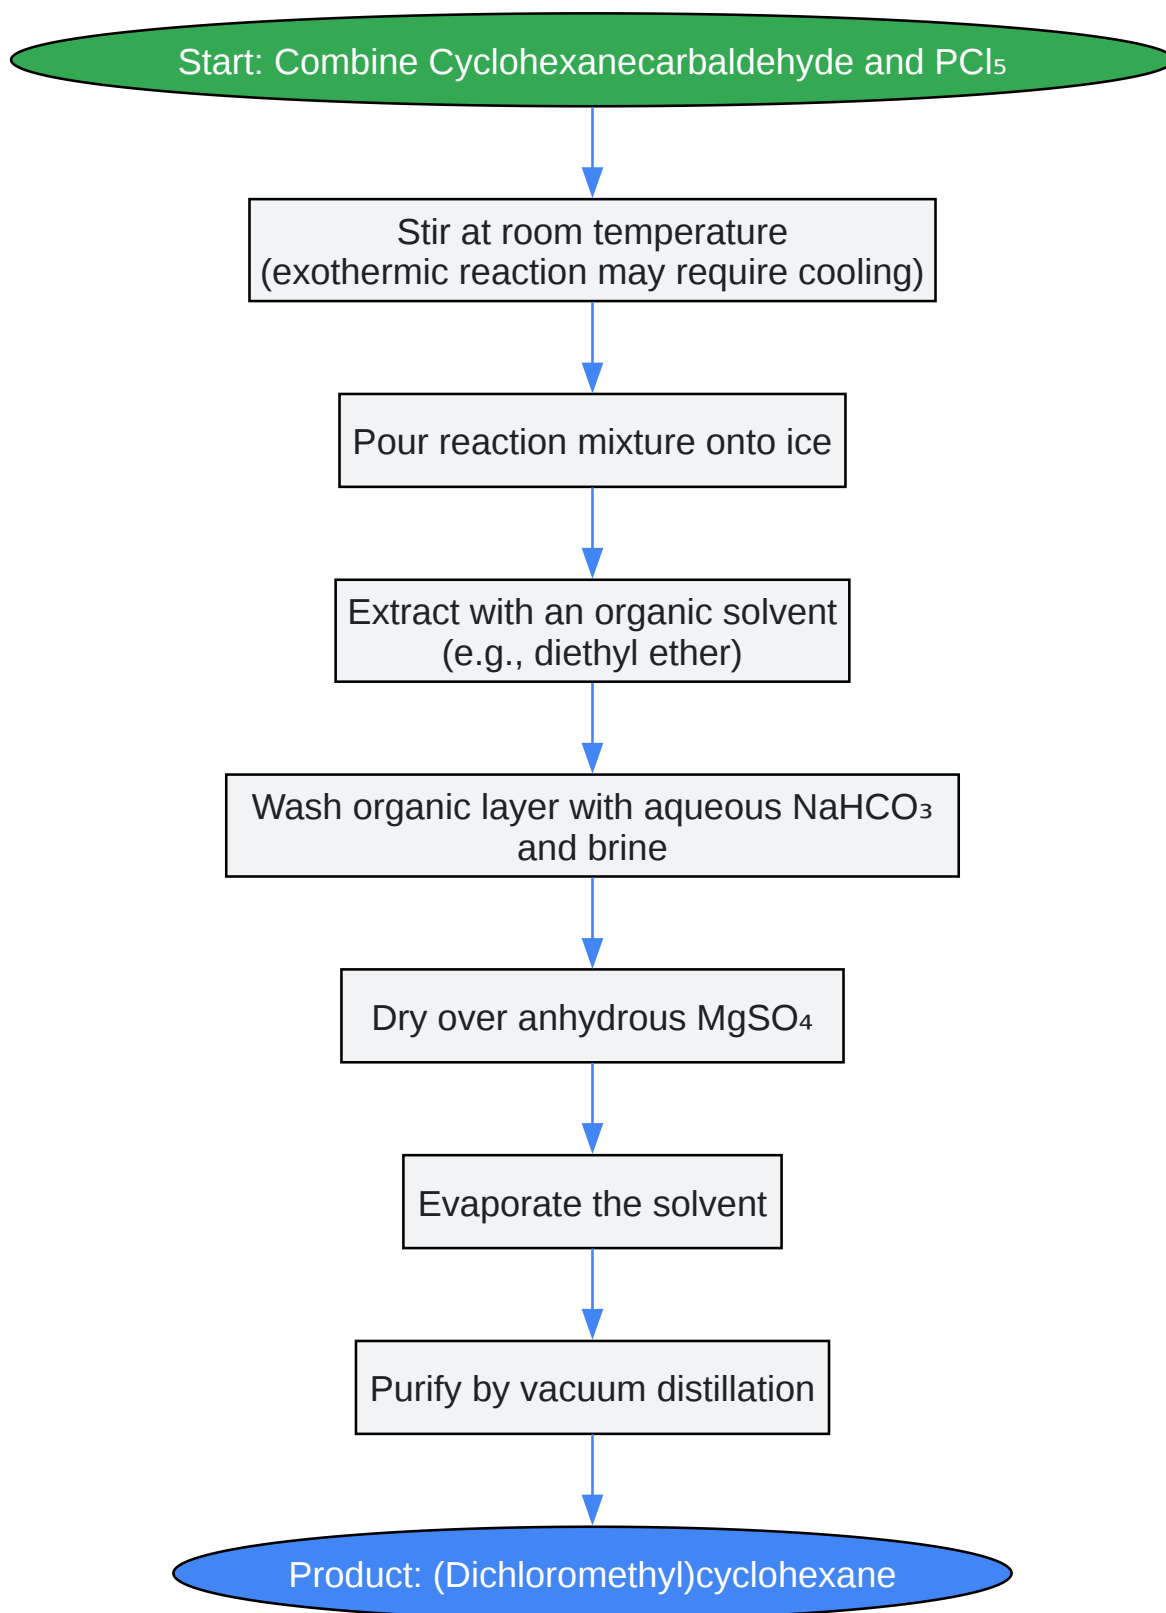 Start: Combine Cyclohexanecarbaldehyde and PCl₅
Stir at room temperature
(exothermic reaction may require cooling)
Pour reaction mixture onto ice
Extract with an organic solvent
(e.g., diethyl ether)
Wash organic layer with aqueous NaHCO₃
and brine
Dry over anhydrous MgSO₄
Evaporate the solvent
Purify by vacuum distillation
Product: (Dichloromethyl)cyclohexane